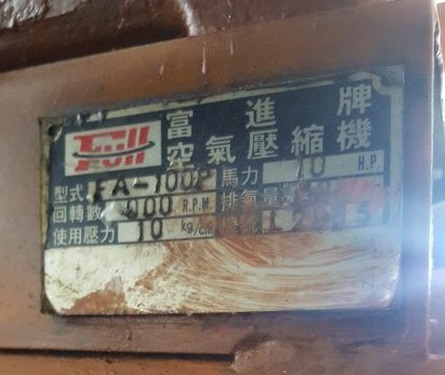 Full
富進牌
空氣壓縮機
型式 FA-100P 馬力 10 H.P.
回轉數 900 R.P.M 排氣量
使用壓力 10 kg/cm